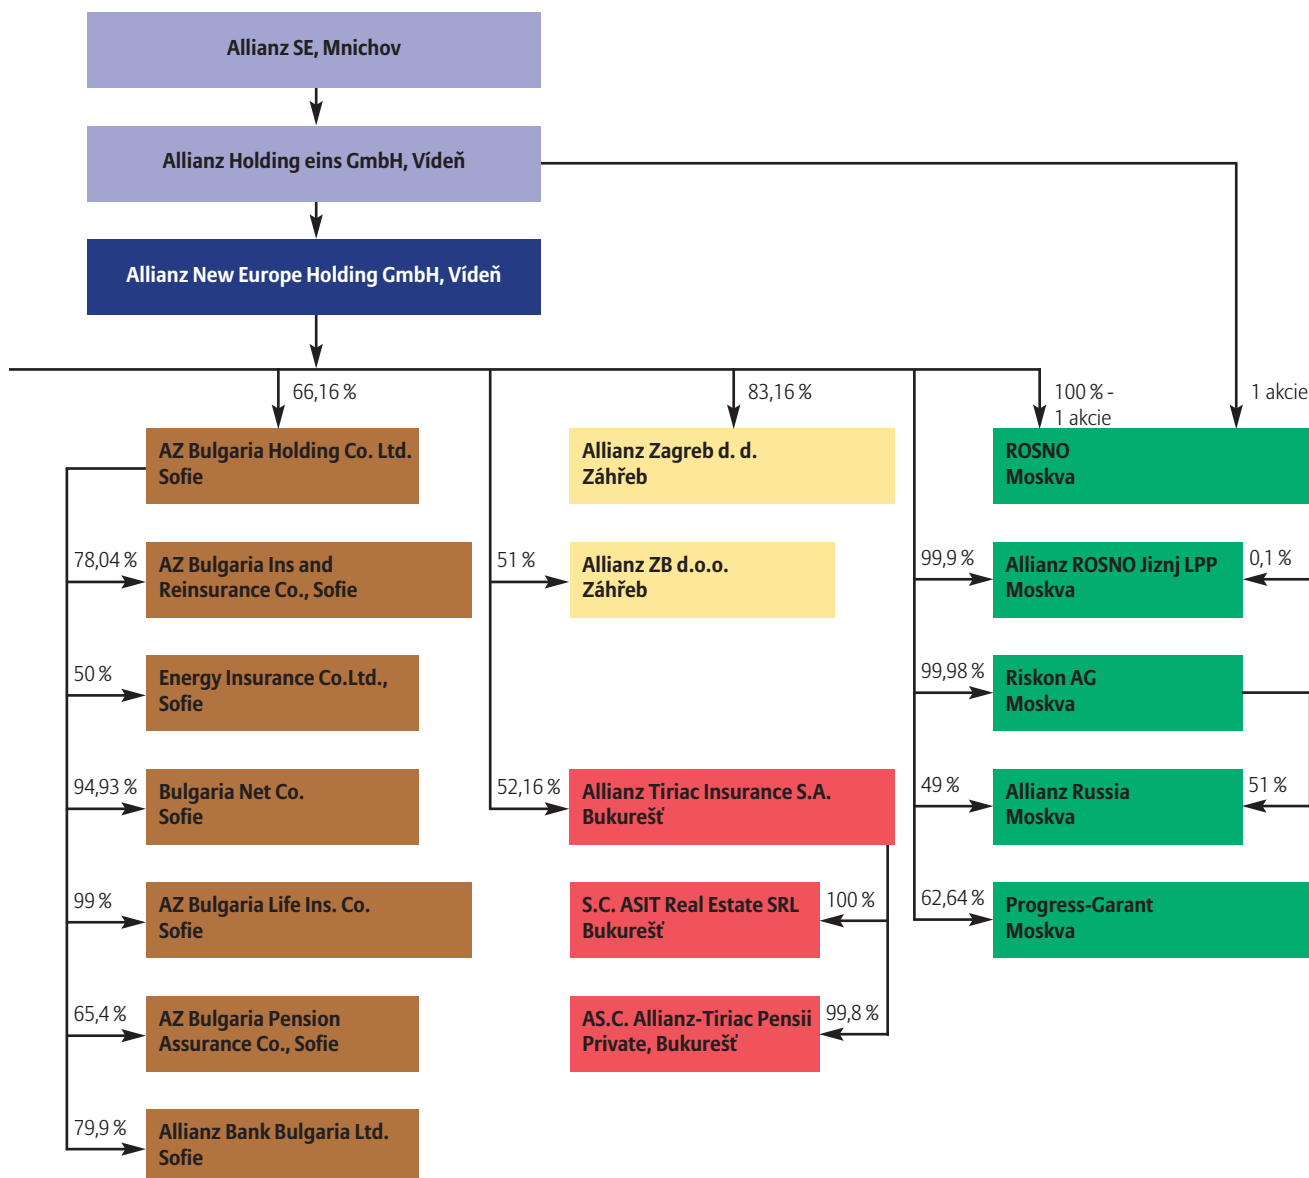 Allianz SE, Mnichov
Allianz Holding eins GmbH, Vídeň
Allianz New Europe Holding GmbH, Vídeň
66,16 %
83,16 %
100 % -
1 akcie
1 akcie
AZ Bulgaria Holding Co. Ltd.
Sofie
Allianz Zagreb d. d.
Záhřeb
ROSNO
Moskva
78,04 %
AZ Bulgaria Ins and
Reinsurance Co., Sofie
51 %
Allianz ZB d.o.o.
Záhřeb
99,9 %
Allianz ROSNO Jiznj LPP
Moskva
0,1 %
50 %
Energy Insurance Co.Ltd.,
Sofie
99,98 %
Riskon AG
Moskva
94,93 %
Bulgaria Net Co.
Sofie
52,16 %
Allianz Tiriac Insurance S.A.
Bukurešť
49 %
Allianz Russia
Moskva
51 %
99 %
AZ Bulgaria Life Ins. Co.
Sofie
S.C. ASIT Real Estate SRL
Bukurešť
100 %
62,64 %
Progress-Garant
Moskva
65,4 %
AZ Bulgaria Pension
Assurance Co., Sofie
AS.C. Allianz-Tiriac Pensii
Private, Bukurešť
99,8 %
79,9 %
Allianz Bank Bulgaria Ltd.
Sofie